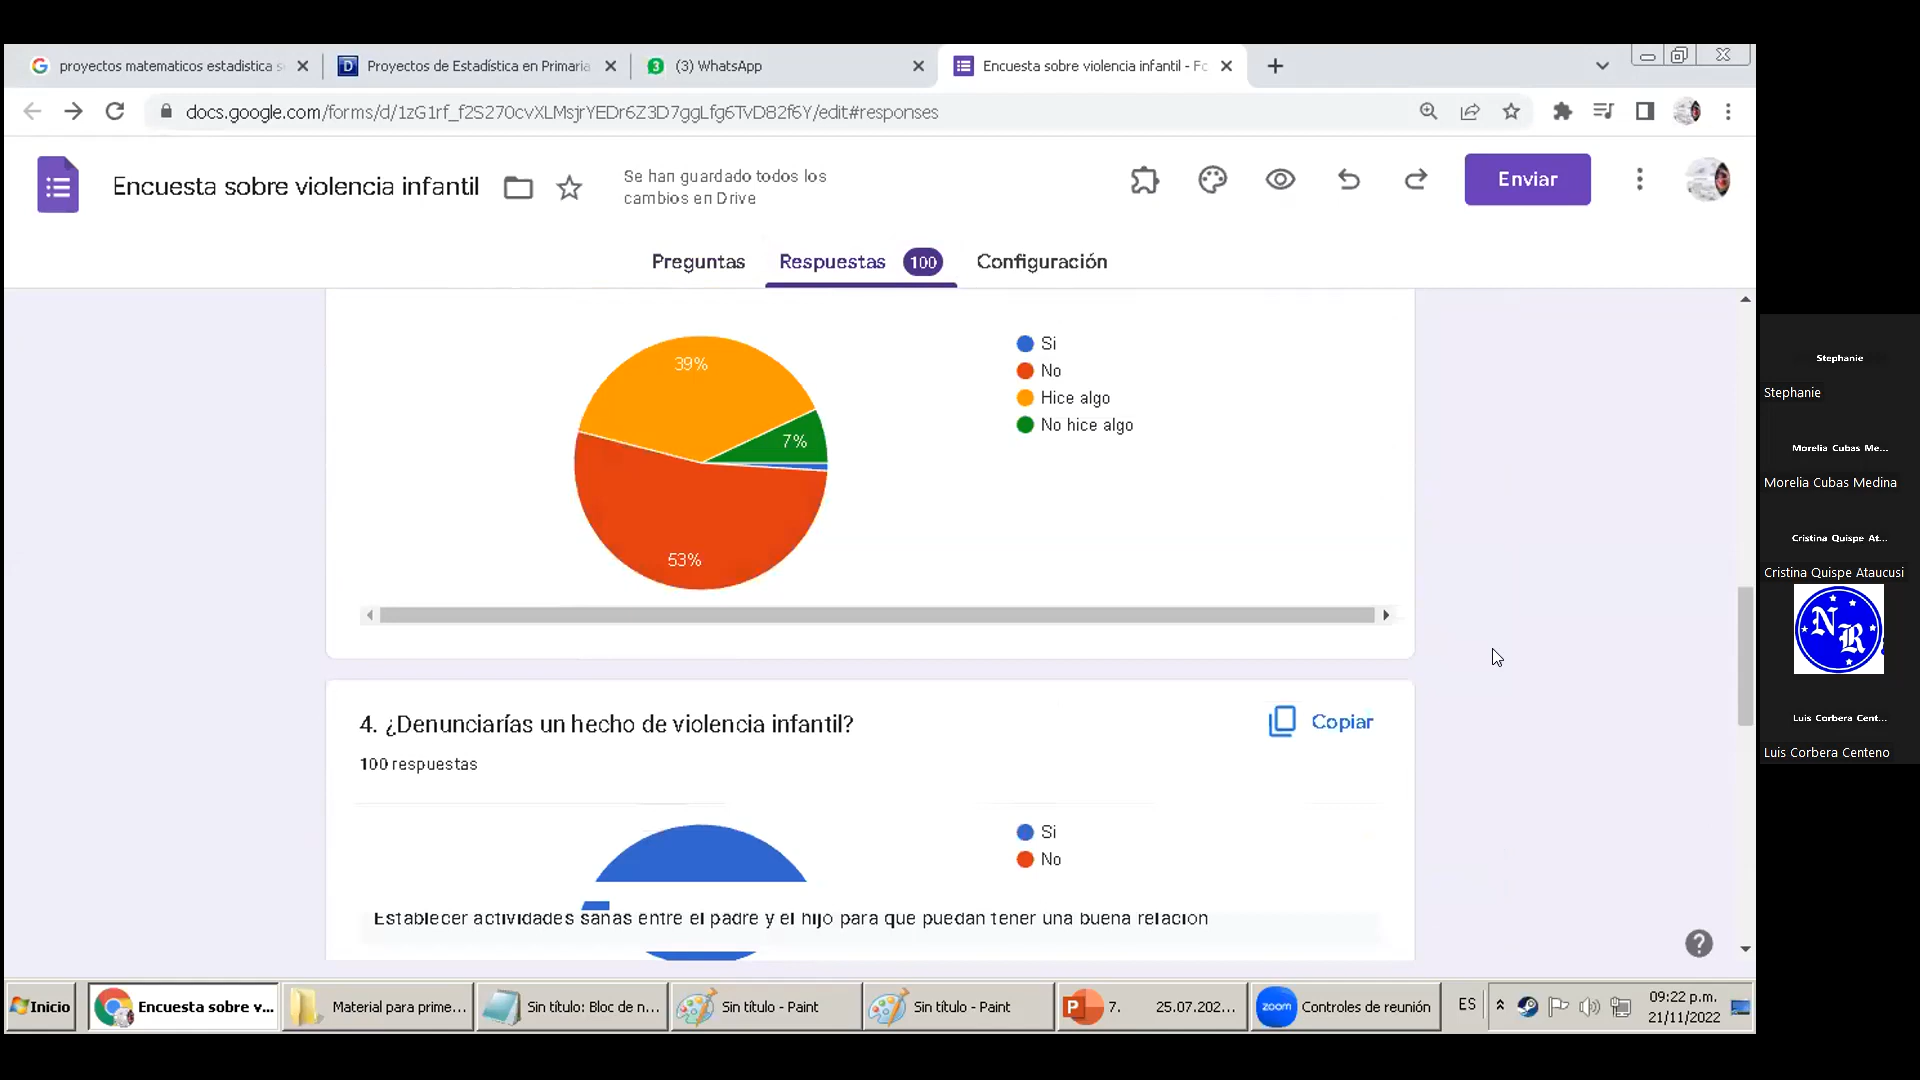 proyectos matematicos estadistica s
Proyectos de Estadística en Primaria
(3) WhatsApp
Encuesta sobre violencia infantil - Fo
docs.google.com/forms/d/1zG1rf_f2S270cvXLMsjrYEDr6Z3D7ggLfg6TvD82f6Y/edit#responses
Encuesta sobre violencia infantil
Se han guardado todos los
cambios en Drive
Enviar
Preguntas
Respuestas
100
Configuración
39%
7%
53%
Si
No
Hice algo
No hice algo
4. ¿Denunciarías un hecho de violencia infantil?
Copiar
100 respuestas
Si
No
Establecer actividades sanas entre el padre y el hijo para que puedan tener una buena relación
Stephanie
Stephanie
Morelia Cubas Me...
Morelia Cubas Medina
Cristina Quispe At...
Cristina Quispe Ataucusi
N R
Luis Corbera Cent...
Luis Corbera Centeno
Inicio
Encuesta sobre v...
Material para prime...
Sin título: Bloc de n...
Sin título - Paint
Sin título - Paint
7. 25.07.202...
zoom
Controles de reunión
ES
09:22 p.m.
21/11/2022